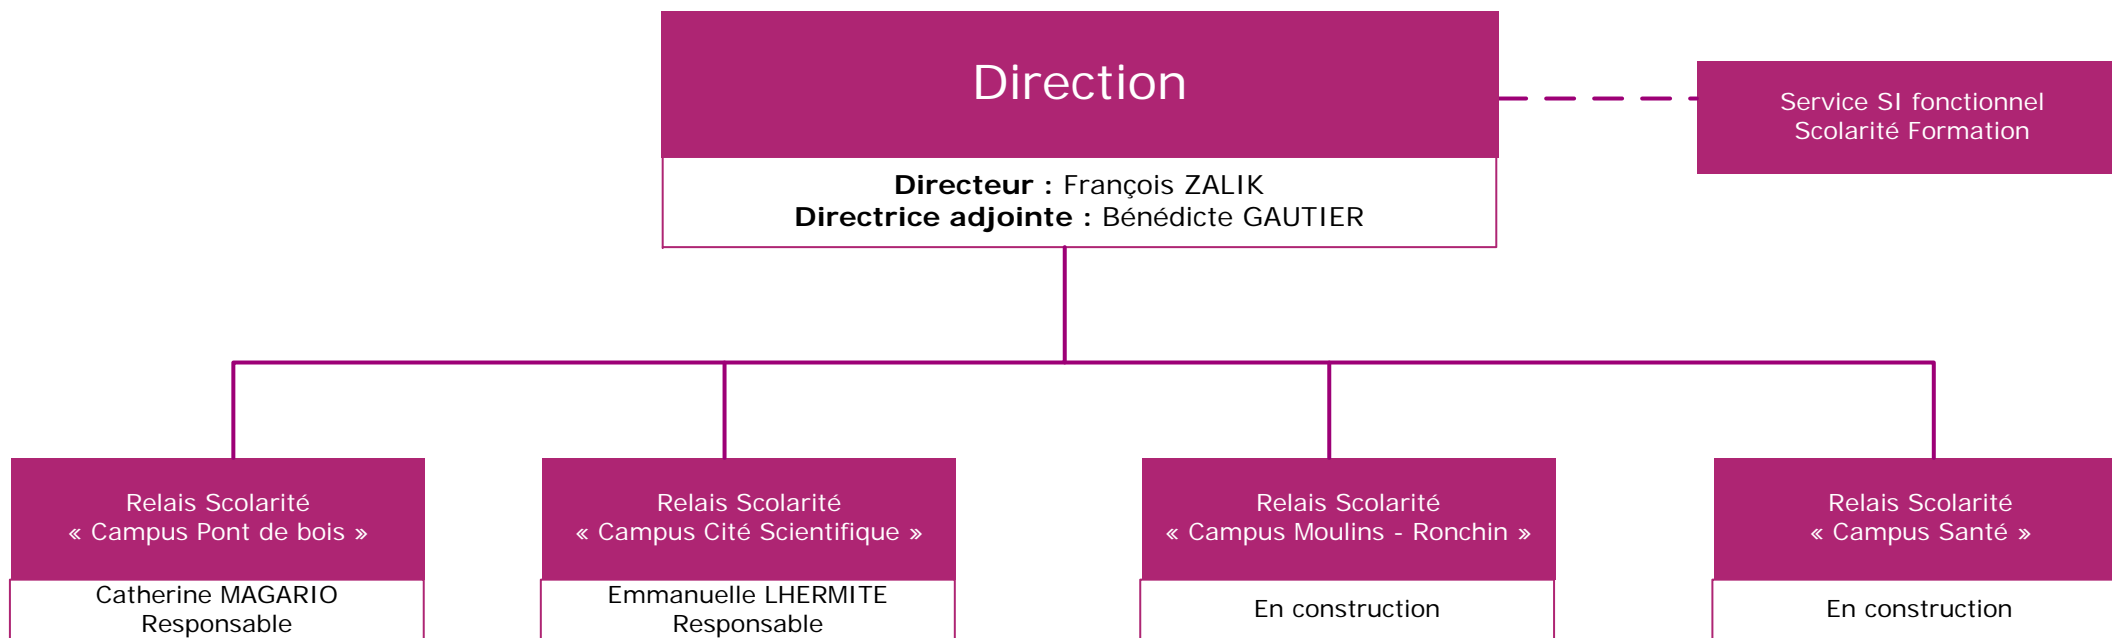 Direction
Service SI fonctionnel
Scolarité Formation
Directeur : François ZALIK
Directrice adjointe : Bénédicte GAUTIER
Relais Scolarité
« Campus Pont de bois »
Catherine MAGARIO
Responsable
Relais Scolarité
« Campus Cité Scientifique »
Emmanuelle LHERMITE
Responsable
Relais Scolarité
« Campus Moulins - Ronchin »
En construction
Relais Scolarité
« Campus Santé »
En construction